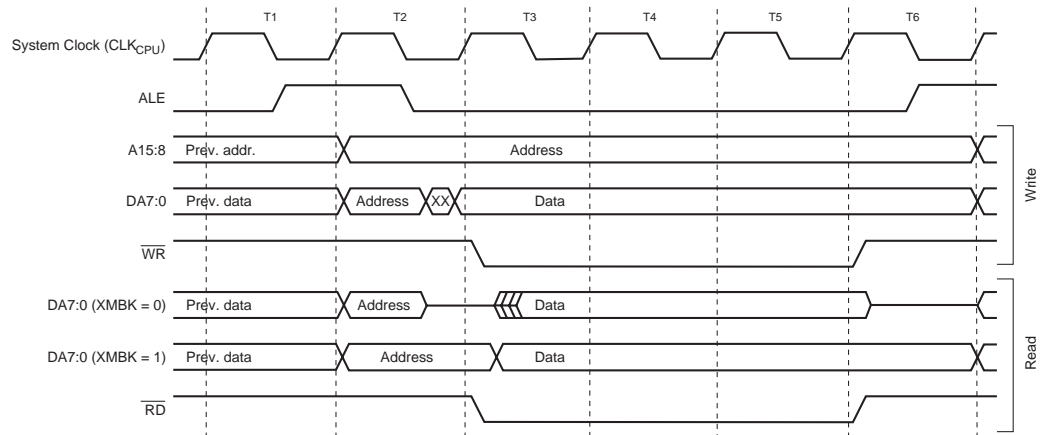 T1 T2 T3 T4 T5 T6
System Clock (CLKCPU)
ALE
A15:8 Prev. addr. Address
DA7:0 Prev. data Address XX Data
WR
Write
DA7:0 (XMBK = 0) Prev. data Address Data
DA7:0 (XMBK = 1) Prev. data Address Data
RD
Read